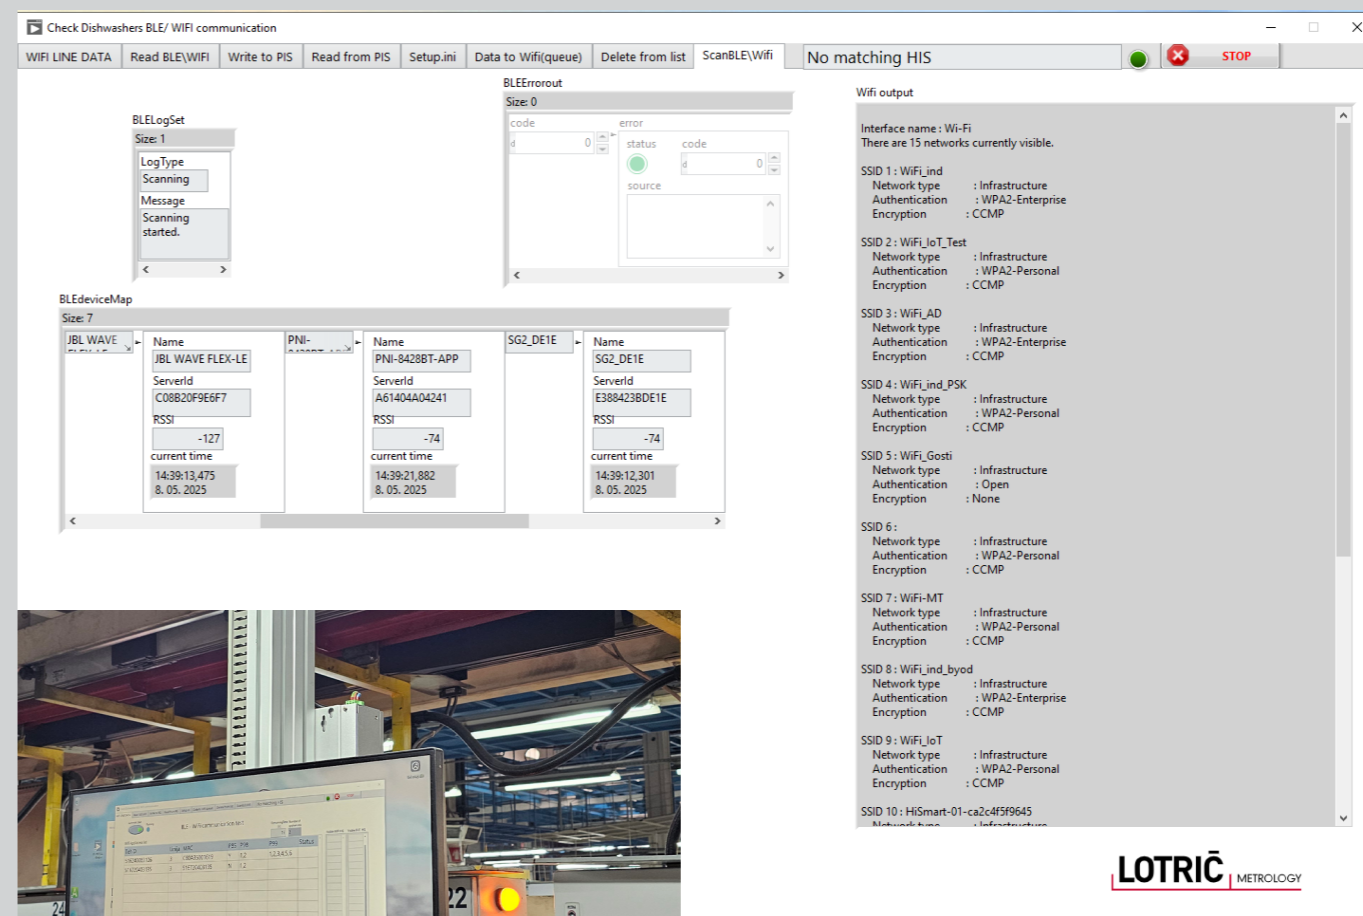 Check Dishwashers BLE/ WIFI communication
WIFI LINE DATA Read BLE\WIFI Write to PIS Read from PIS Setup.ini Data to Wifi(queue) Delete from list ScanBLE\Wifi No matching HIS STOP
BLELogSet
Size: 1
LogType
Scanning
Message
Scanning
started.
BLEErrorout
Size: 0
code
d 0
error
status code
d 0
source
BLEdeviceMap
Size: 7
JBL WAVE
Name
JBL WAVE FLEX-LE
ServerId
C08B20F9E6F7
RSSI
-127
current time
14:39:13,475
8. 05. 2025
PNI-
Name
PNI-8428BT-APP
ServerId
A61404A04241
RSSI
-74
current time
14:39:21,882
8. 05. 2025
SG2_DE1E
Name
SG2_DE1E
ServerId
E388423BDE1E
RSSI
-74
current time
14:39:12,301
8. 05. 2025
Wifi output
Interface name : Wi-Fi
There are 15 networks currently visible.
SSID 1 : WiFi_ind
Network type : Infrastructure
Authentication : WPA2-Enterprise
Encryption : CCMP
SSID 2 : WiFi_IoT_Test
Network type : Infrastructure
Authentication : WPA2-Personal
Encryption : CCMP
SSID 3 : WiFi_AD
Network type : Infrastructure
Authentication : WPA2-Enterprise
Encryption : CCMP
SSID 4 : WiFi_ind_PSK
Network type : Infrastructure
Authentication : WPA2-Personal
Encryption : CCMP
SSID 5 : WiFi_Gosti
Network type : Infrastructure
Authentication : Open
Encryption : None
SSID 6 :
Network type : Infrastructure
Authentication : WPA2-Personal
Encryption : CCMP
SSID 7 : WiFi-MT
Network type : Infrastructure
Authentication : WPA2-Personal
Encryption : CCMP
SSID 8 : WiFi_ind_byod
Network type : Infrastructure
Authentication : WPA2-Enterprise
Encryption : CCMP
SSID 9 : WiFi_IoT
Network type : Infrastructure
Authentication : WPA2-Personal
Encryption : CCMP
SSID 10 : HiSmart-01-ca2c4f5f9645
Network type : Infrastructure
22
24
LOTRIČ METROLOGY